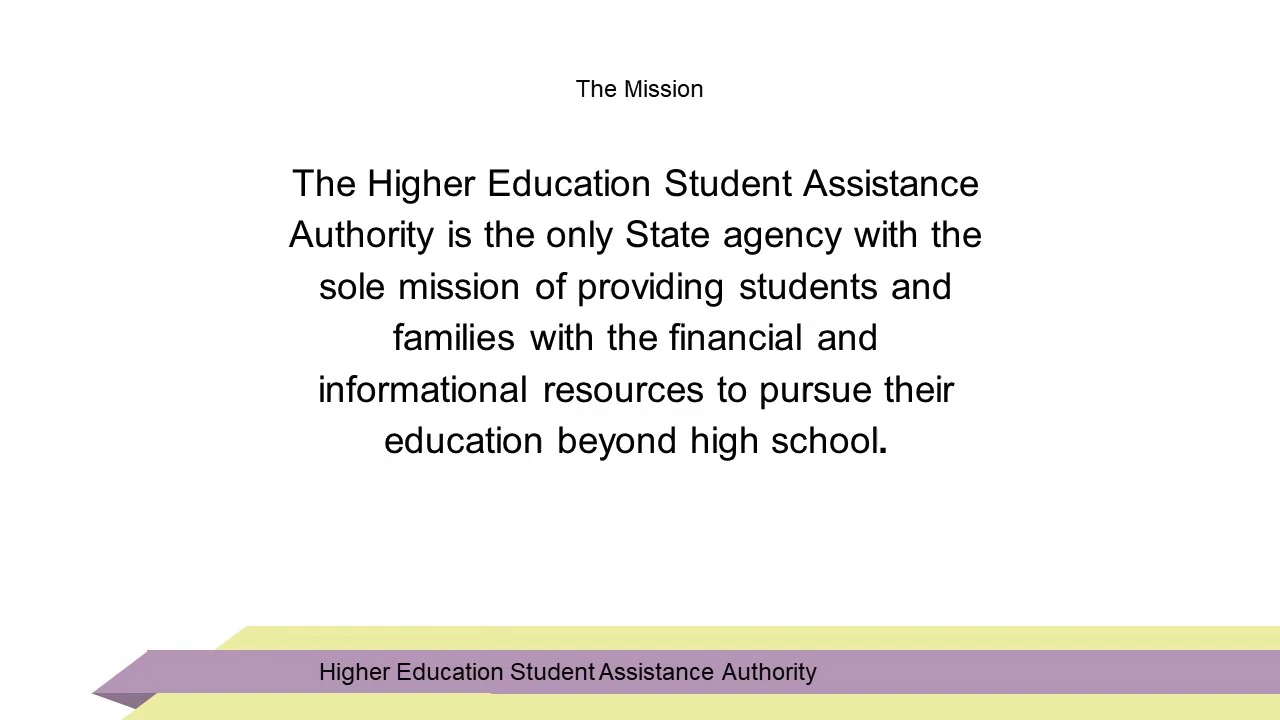 The Mission
The Higher Education Student Assistance
Authority is the only State agency with the
sole mission of providing students and
families with the financial and
informational resources to pursue their
education beyond high school.
Higher Education Student Assistance Authority